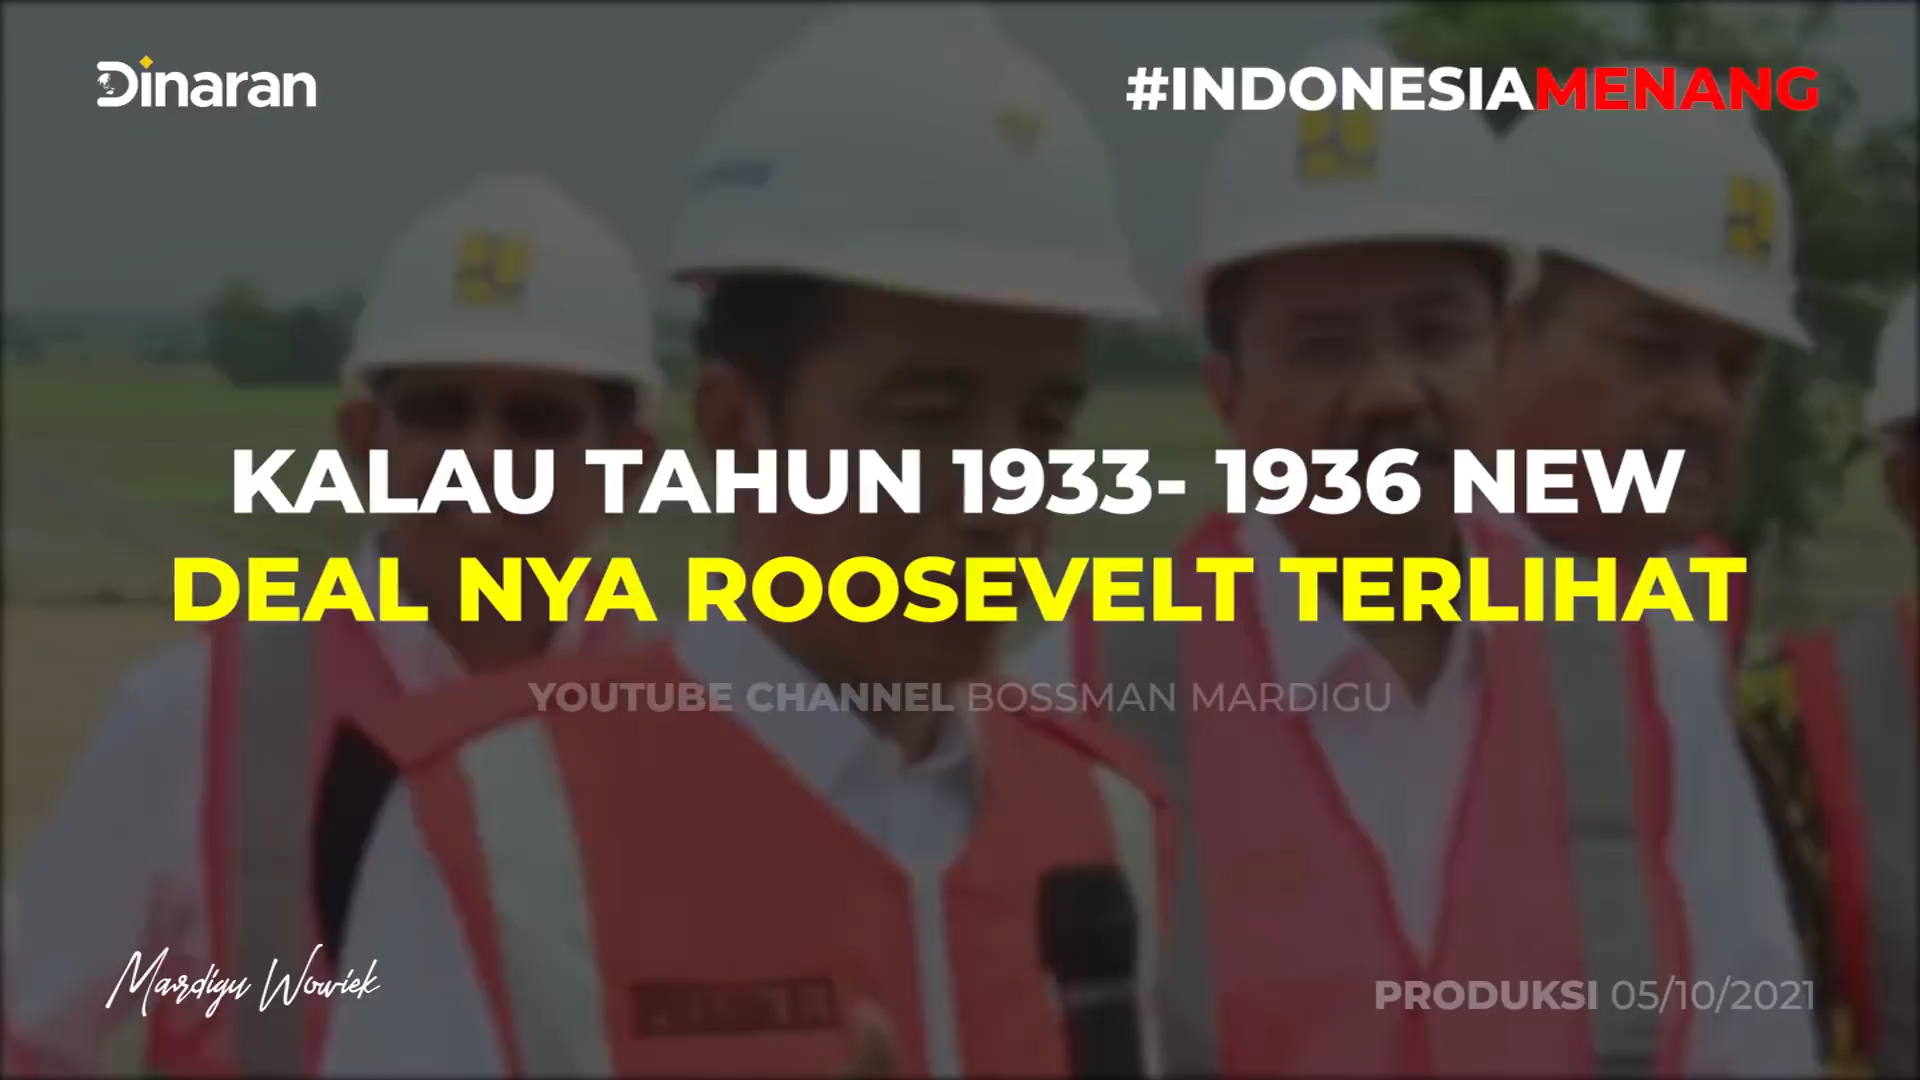 Dinaran
#INDONESIAMENANG
KALAU TAHUN 1933- 1936 NEW
DEAL NYA ROOSEVELT TERLIHAT
YOUTUBE CHANNEL BOSSMAN MARDIGU
Mardigu Wowiek
PRODUKSI 05/10/2021